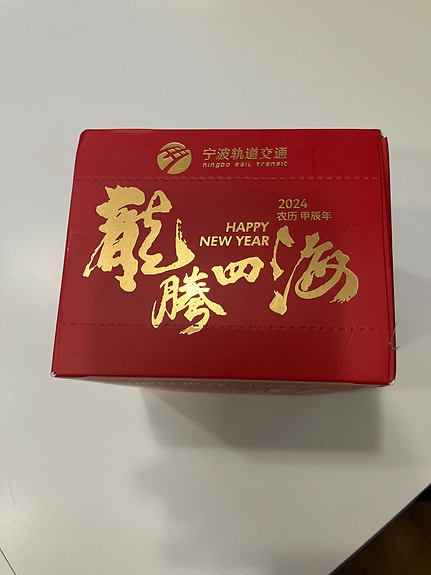 宁波轨道交通
ningbo rail transit
2024
农历 甲辰年
HAPPY
NEW YEAR
龍騰四海